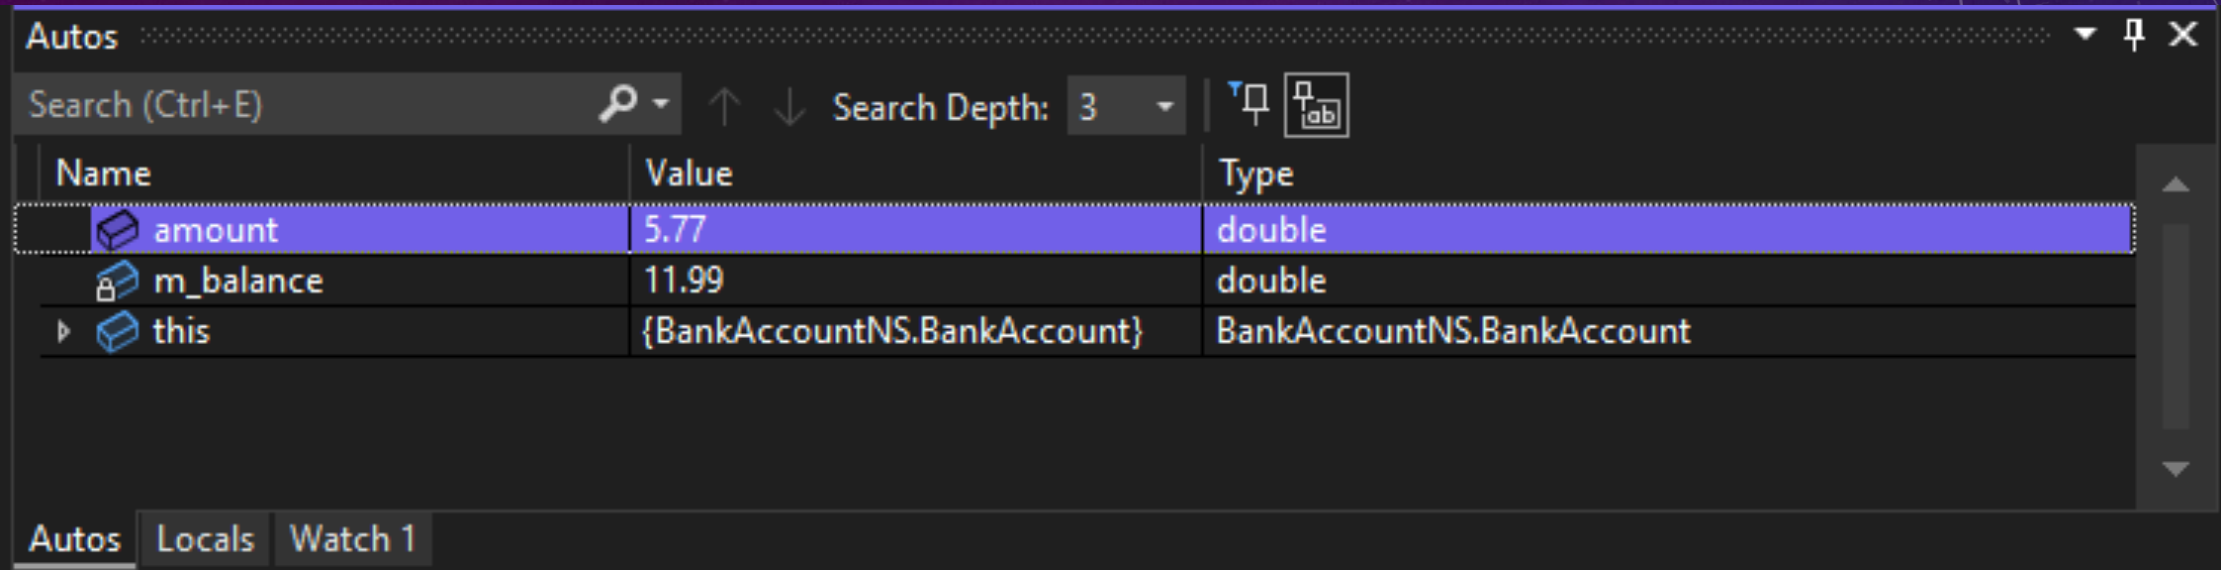 Autos
Search (Ctrl+E) Search Depth: 3 ab
Name Value Type
amount 5.77 double
m_balance 11.99 double
this {BankAccountNS.BankAccount} BankAccountNS.BankAccount
Autos Locals Watch 1